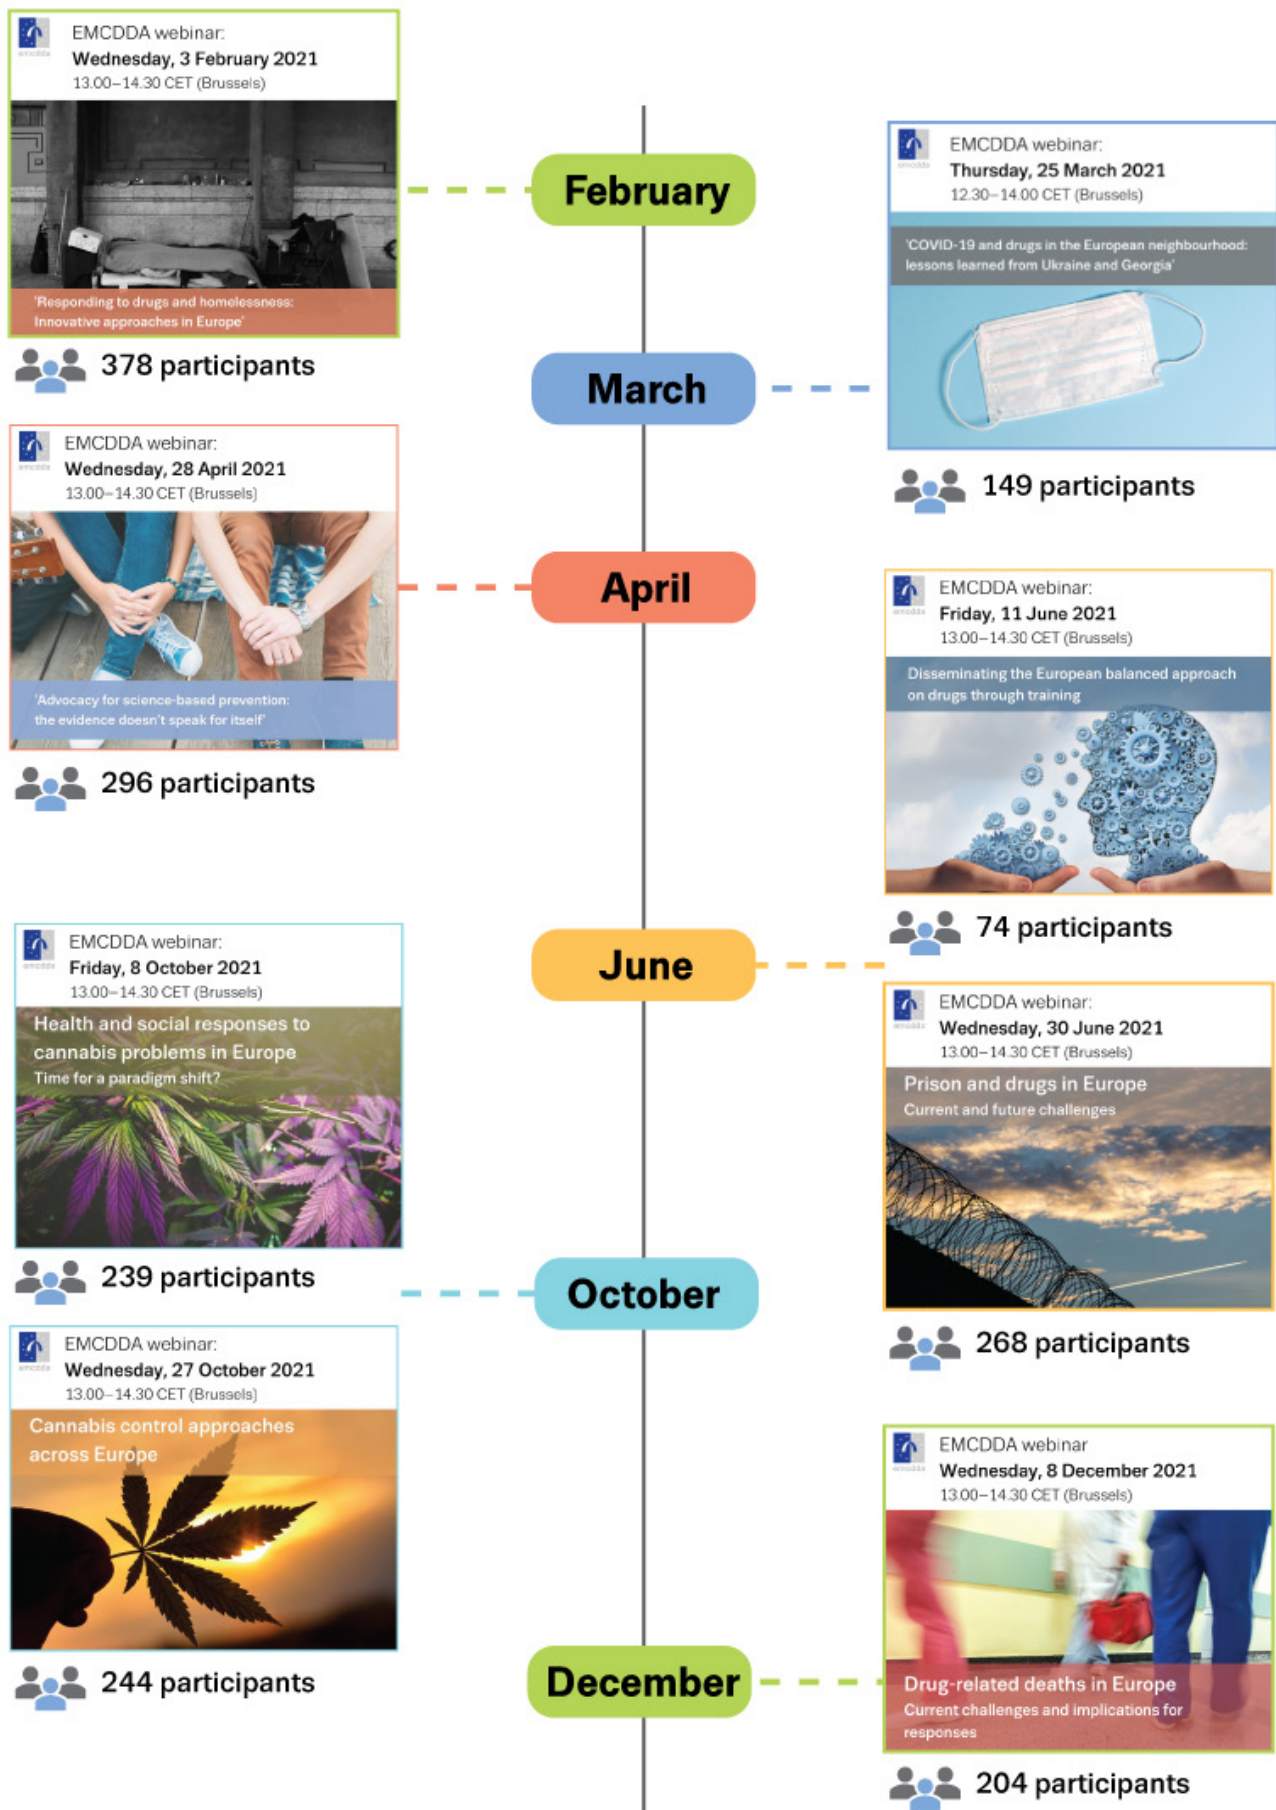 EMCDDA webinar:
Wednesday, 3 February 2021
13.00–14.30 CET (Brussels)
emcdda
'Responding to drugs and homelessness:
Innovative approaches in Europe'
378 participants
February
EMCDDA webinar:
Thursday, 25 March 2021
12.30–14.00 CET (Brussels)
emcdda
'COVID-19 and drugs in the European neighbourhood:
lessons learned from Ukraine and Georgia'
149 participants
March
EMCDDA webinar:
Wednesday, 28 April 2021
13.00–14.30 CET (Brussels)
emcdda
'Advocacy for science-based prevention:
the evidence doesn't speak for itself'
296 participants
April
EMCDDA webinar:
Friday, 11 June 2021
13.00–14.30 CET (Brussels)
emcdda
Disseminating the European balanced approach
on drugs through training
74 participants
June
EMCDDA webinar:
Wednesday, 30 June 2021
13.00–14.30 CET (Brussels)
emcdda
Prison and drugs in Europe
Current and future challenges
268 participants
EMCDDA webinar:
Friday, 8 October 2021
13.00–14.30 CET (Brussels)
emcdda
Health and social responses to
cannabis problems in Europe
Time for a paradigm shift?
239 participants
October
EMCDDA webinar:
Wednesday, 27 October 2021
13.00–14.30 CET (Brussels)
emcdda
Cannabis control approaches
across Europe
244 participants
December
EMCDDA webinar
Wednesday, 8 December 2021
13.00–14.30 CET (Brussels)
emcdda
Drug-related deaths in Europe
Current challenges and implications for
responses
204 participants